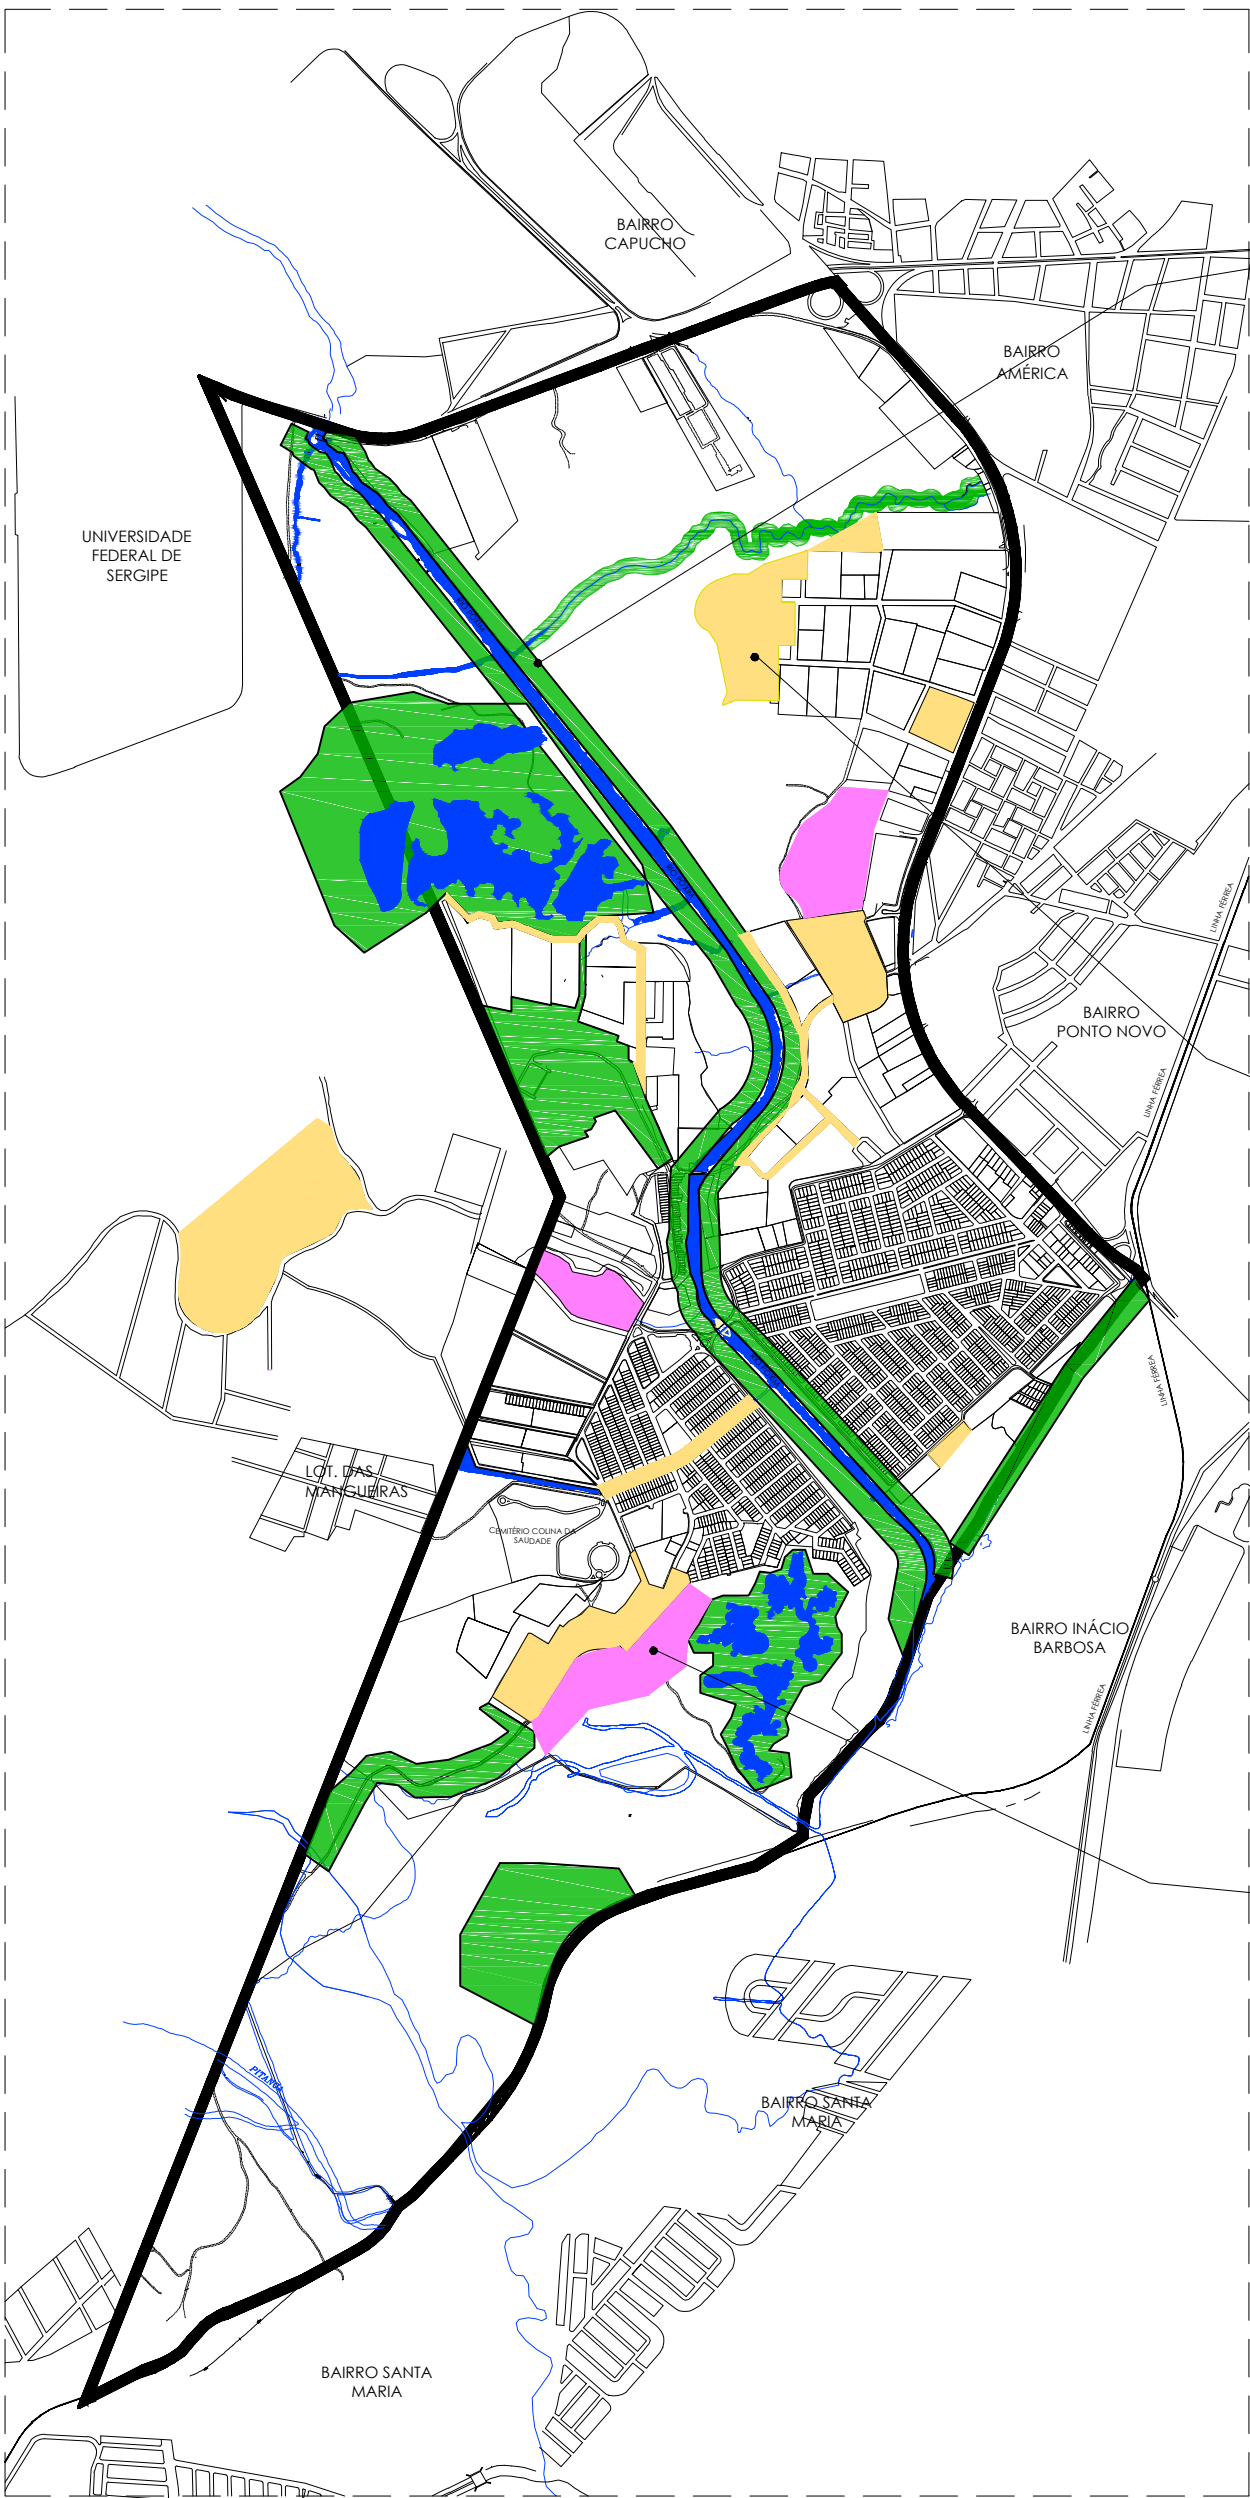 BAIRRO
CAPUCHO
BAIRRO
AMÉRICA
UNIVERSIDADE
FEDERAL DE
SERGIPE
LINHA FÉRREA
BAIRRO
PONTO NOVO
LINHA FÉRREA
LINHA FÉRREA
LOT. DAS
MANGUEIRAS
CEMITÉRIO COLINA DA
SAUDADE
BAIRRO INÁCIO
BARBOSA
LINHA FÉRREA
PITANGA
BAIRRO SANTA
MARIA
BAIRRO SANTA
MARIA